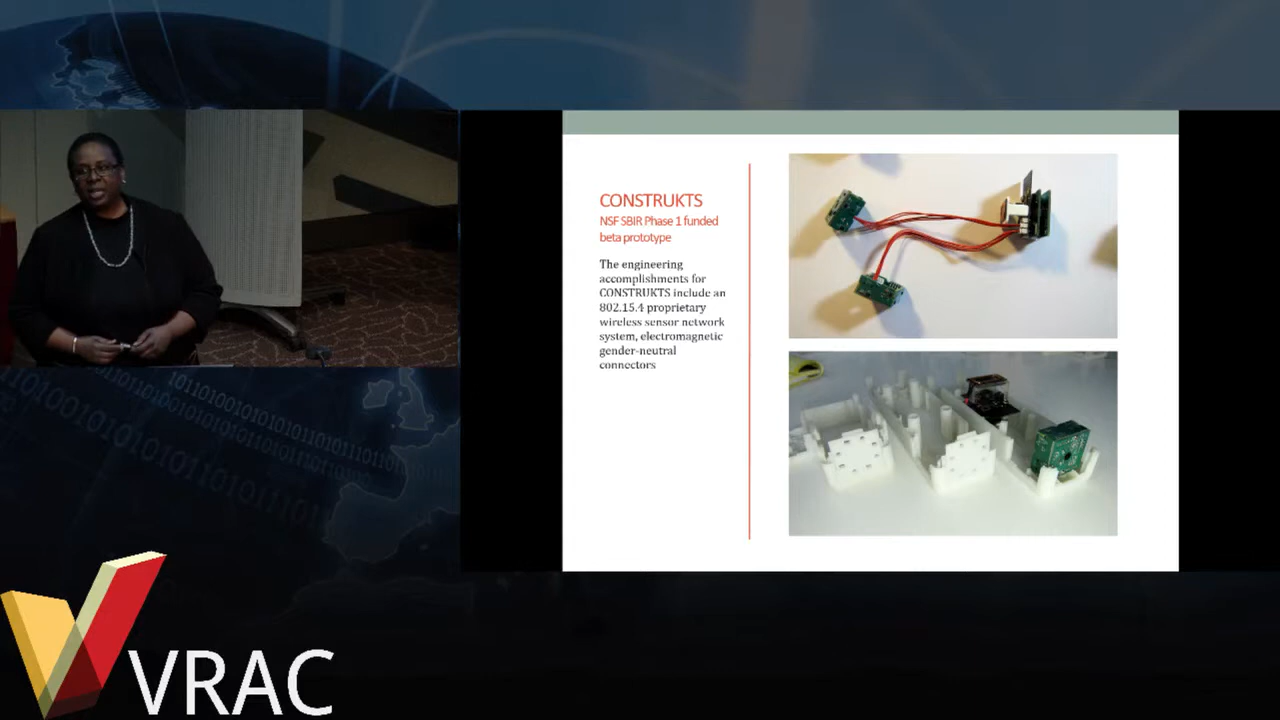 CONSTRUKTS
NSF SBIR Phase 1 funded
beta prototype
The engineering
accomplishments for
CONSTRUKTS include an
802.15.4 proprietary
wireless sensor network
system, electromagnetic
gender-neutral
connectors
VRAC